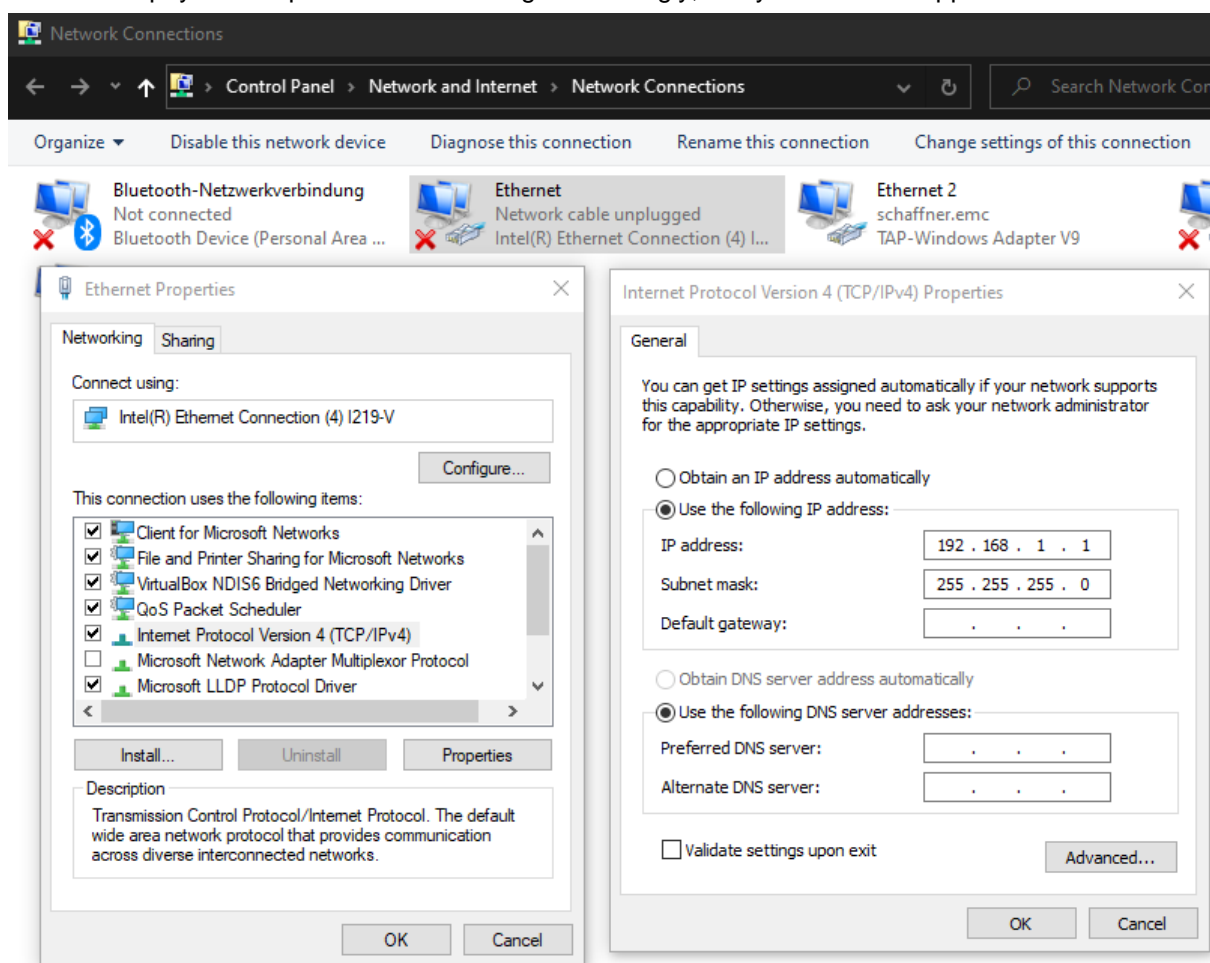 Network Connections
Control Panel > Network and Internet > Network Connections
Search Network Con
Organize
Disable this network device
Diagnose this connection
Rename this connection
Change settings of this connection
Bluetooth-Netzwerkverbindung
Not connected
Bluetooth Device (Personal Area ...
Ethernet
Network cable unplugged
Intel(R) Ethernet Connection (4) I...
Ethernet 2
schaffner.emc
TAP-Windows Adapter V9
Ethernet Properties
Networking
Sharing
Connect using:
Intel(R) Ethernet Connection (4) I219-V
Configure...
This connection uses the following items:
Client for Microsoft Networks
File and Printer Sharing for Microsoft Networks
VirtualBox NDIS6 Bridged Networking Driver
QoS Packet Scheduler
Internet Protocol Version 4 (TCP/IPv4)
Microsoft Network Adapter Multiplexor Protocol
Microsoft LLDP Protocol Driver
Install...
Uninstall
Properties
Description
Transmission Control Protocol/Internet Protocol. The default
wide area network protocol that provides communication
across diverse interconnected networks.
OK
Cancel
Internet Protocol Version 4 (TCP/IPv4) Properties
General
You can get IP settings assigned automatically if your network supports
this capability. Otherwise, you need to ask your network administrator
for the appropriate IP settings.
Obtain an IP address automatically
Use the following IP address:
IP address:
192 . 168 . 1 . 1
Subnet mask:
255 . 255 . 255 . 0
Default gateway:
. . .
Obtain DNS server address automatically
Use the following DNS server addresses:
Preferred DNS server:
. . .
Alternate DNS server:
. . .
Validate settings upon exit
Advanced...
OK
Cancel